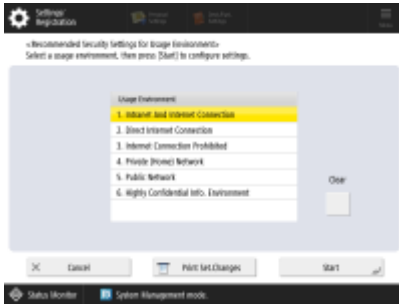 Settings/
Registration
<Recommended Security Settings for Usage Environment>
Select a usage environment, then press [Start] to configure settings.
Usage Environment
1. Intranet And Internet Connection
2. Direct Internet Connection
3. Internet Connection Prohibited
4. Private (Home) Network
5. Public Network
6. Highly Confidential Info. Environment
Clear
Cancel
Print Set.Changes
Start
Status Monitor
System Management mode.